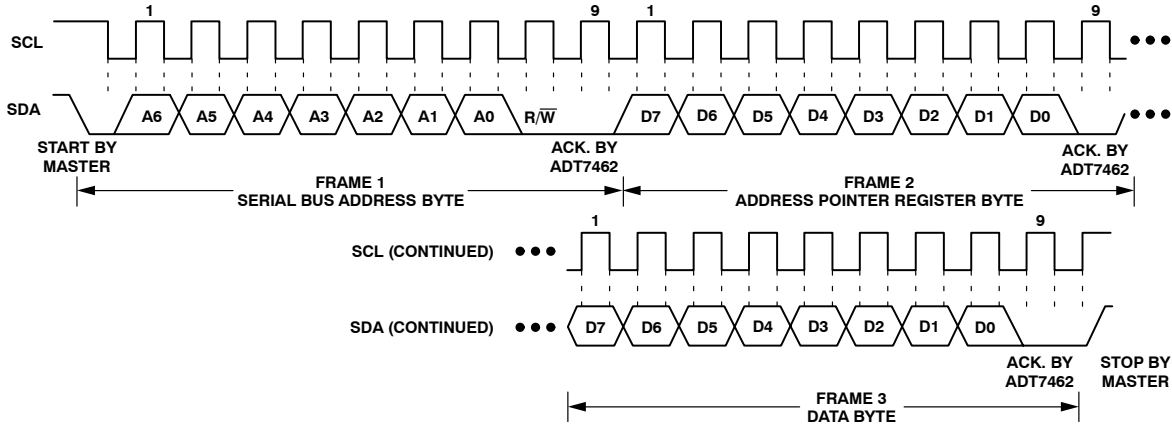 1 9 1 9
SCL
SDA A6 A5 A4 A3 A2 A1 A0 R/W̅ D7 D6 D5 D4 D3 D2 D1 D0
START BY
MASTER
ACK. BY
ADT7462
ACK. BY
ADT7462
FRAME 1
SERIAL BUS ADDRESS BYTE
FRAME 2
ADDRESS POINTER REGISTER BYTE
1 9
SCL (CONTINUED)
SDA (CONTINUED) D7 D6 D5 D4 D3 D2 D1 D0
ACK. BY
ADT7462
STOP BY
MASTER
FRAME 3
DATA BYTE